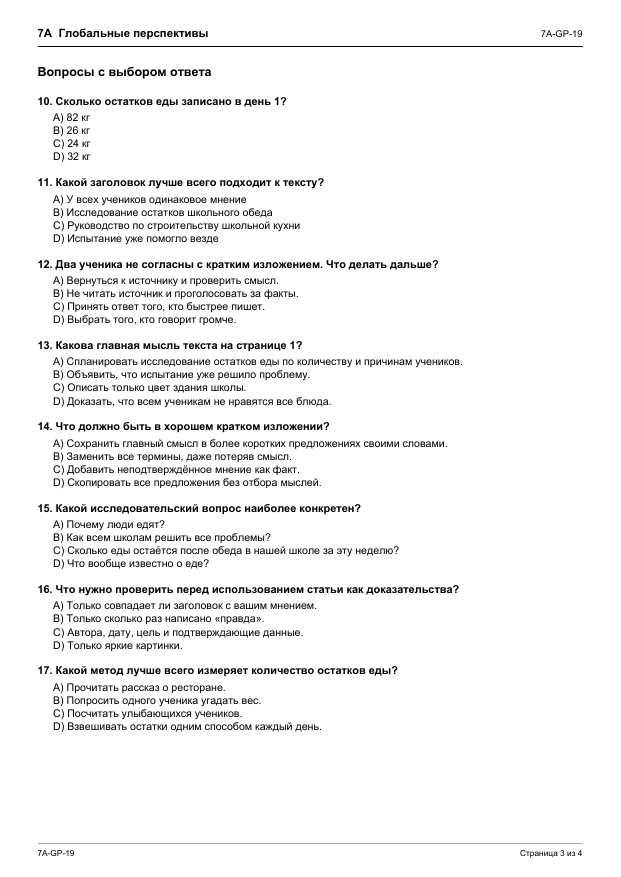 7A Глобальные перспективы
7A-GP-19
Вопросы с выбором ответа
10. Сколько остатков еды записано в день 1?
A) 82 кг
B) 26 кг
C) 24 кг
D) 32 кг
11. Какой заголовок лучше всего подходит к тексту?
A) У всех учеников одинаковое мнение
B) Исследование остатков школьного обеда
C) Руководство по строительству школьной кухни
D) Испытание уже помогло везде
12. Два ученика не согласны с кратким изложением. Что делать дальше?
A) Вернуться к источнику и проверить смысл.
B) Не читать источник и проголосовать за факты.
C) Принять ответ того, кто быстрее пишет.
D) Выбрать того, кто говорит громче.
13. Какова главная мысль текста на странице 1?
A) Спланировать исследование остатков еды по количеству и причинам учеников.
B) Объявить, что испытание уже решило проблему.
C) Описать только цвет здания школы.
D) Доказать, что всем ученикам не нравятся все блюда.
14. Что должно быть в хорошем кратком изложении?
A) Сохранить главный смысл в более коротких предложениях своими словами.
B) Заменить все термины, даже потеряв смысл.
C) Добавить неподтверждённое мнение как факт.
D) Скопировать все предложения без отбора мыслей.
15. Какой исследовательский вопрос наиболее конкретен?
A) Почему люди едят?
B) Как всем школам решить все проблемы?
C) Сколько еды остаётся после обеда в нашей школе за эту неделю?
D) Что вообще известно о еде?
16. Что нужно проверить перед использованием статьи как доказательства?
A) Только совпадает ли заголовок с вашим мнением.
B) Только сколько раз написано «правда».
C) Автора, дату, цель и подтверждающие данные.
D) Только яркие картинки.
17. Какой метод лучше всего измеряет количество остатков еды?
A) Прочитать рассказ о ресторане.
B) Попросить одного ученика угадать вес.
C) Посчитать улыбающихся учеников.
D) Взвешивать остатки одним способом каждый день.
7A-GP-19
Страница 3 из 4